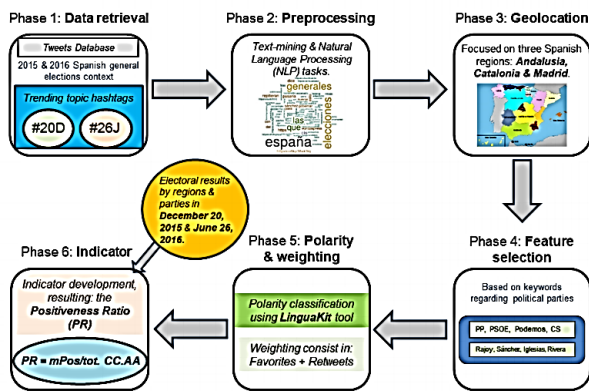 Phase 1: Data retrieval
Tweets Database
2015 & 2016 Spanish general
elections context
Trending topic hashtags
#20D
#26J
Phase 2: Preprocessing
Text-mining & Natural
Language Processing
(NLP) tasks.
generales
las
que
elecciones
españa
Phase 3: Geolocation
Focused on three Spanish
regions: Andalusia,
Catalonia & Madrid.
Phase 4: Feature
selection
Based on keywords
regarding political parties
PP, PSOE, Podemos, CS
Rajoy, Sánchez, Iglesias, Rivera
Phase 5: Polarity
& weighting
Polarity classification
using LinguaKit tool
Weighting consist in:
Favorites + Retweets
Electoral results
by regions &
parties in
December 20,
2015 & June 26,
2016.
Phase 6: Indicator
Indicator development,
resulting: the
Positiveness Ratio
(PR)
PR = mPos/tot. CC.AA